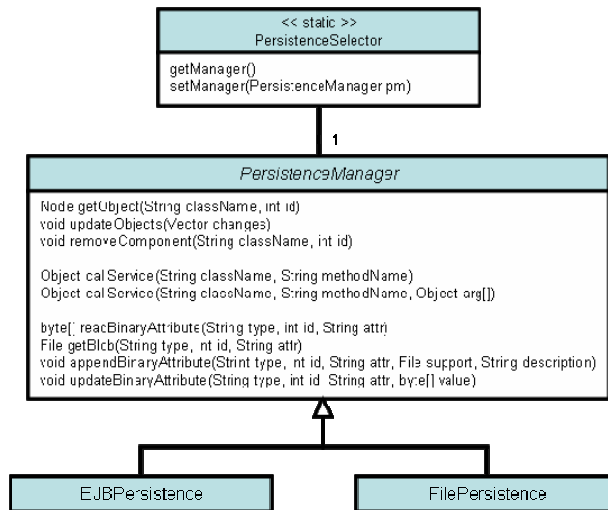 << static >>
PersistenceSelector
getManager()
setManager(PersistenceManager pm)
1
PersistenceManager
Node getObject(String className, int id)
void updateObjects(Vector changes)
void removeComponent(String className, int id)
Object callService(String className, String methodName)
Object callService(String className, String methodName, Object arg[])
byte[] readBinaryAttribute(String type, int id, String attr)
File getBlob(String type, int id, String attr)
void appendBinaryAttribute(Strint type, int id, String attr, File support, String description)
void updateBinaryAttribute(String type, int id, String attr, byte[] value)
EJBPersistence
FilePersistence